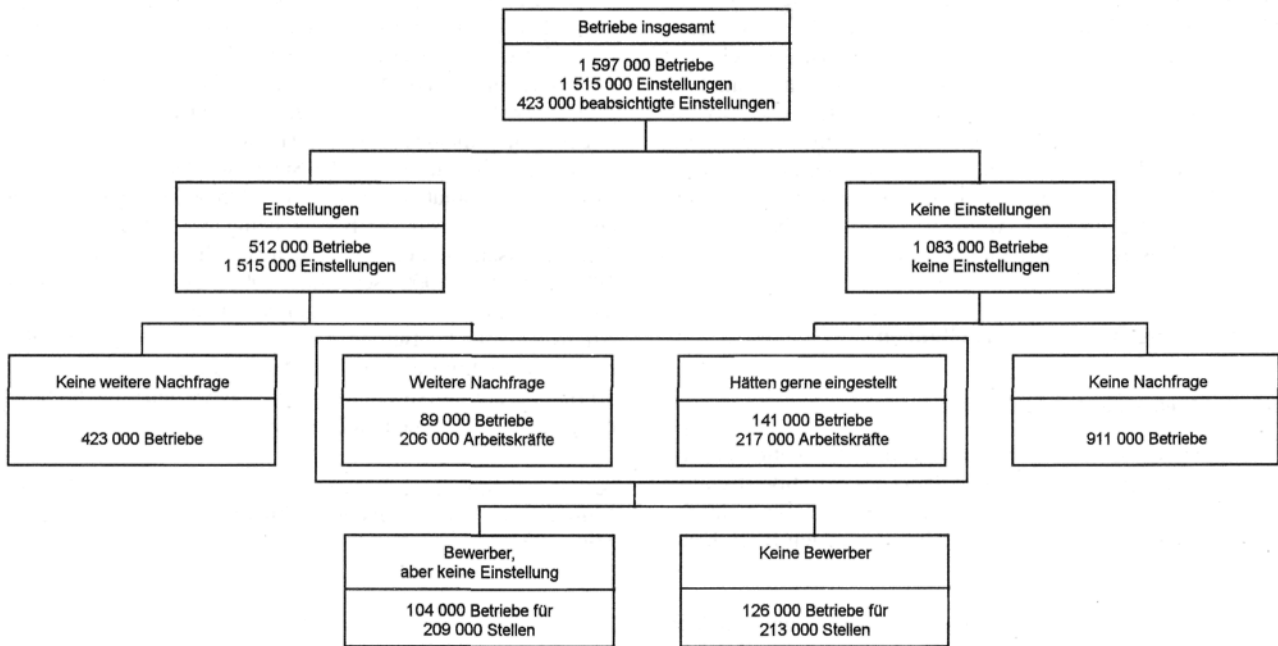 Betriebe insgesamt
1 597 000 Betriebe
1 515 000 Einstellungen
423 000 beabsichtigte Einstellungen
Einstellungen
512 000 Betriebe
1 515 000 Einstellungen
Keine Einstellungen
1 083 000 Betriebe
keine Einstellungen
Keine weitere Nachfrage
423 000 Betriebe
Weitere Nachfrage
89 000 Betriebe
206 000 Arbeitskräfte
Hätten gerne eingestellt
141 000 Betriebe
217 000 Arbeitskräfte
Keine Nachfrage
911 000 Betriebe
Bewerber,
aber keine Einstellung
104 000 Betriebe für
209 000 Stellen
Keine Bewerber
126 000 Betriebe für
213 000 Stellen